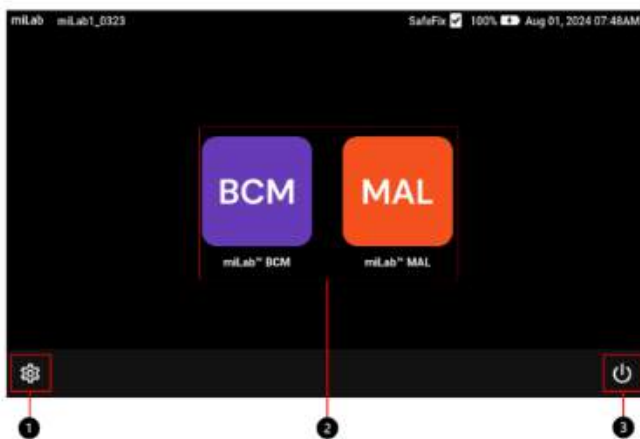 miLab miLab1_0323 SafeFix 100% Aug 01, 2024 07:48AM
BCM MAL
miLab™ BCM miLab™ MAL
1 2 3